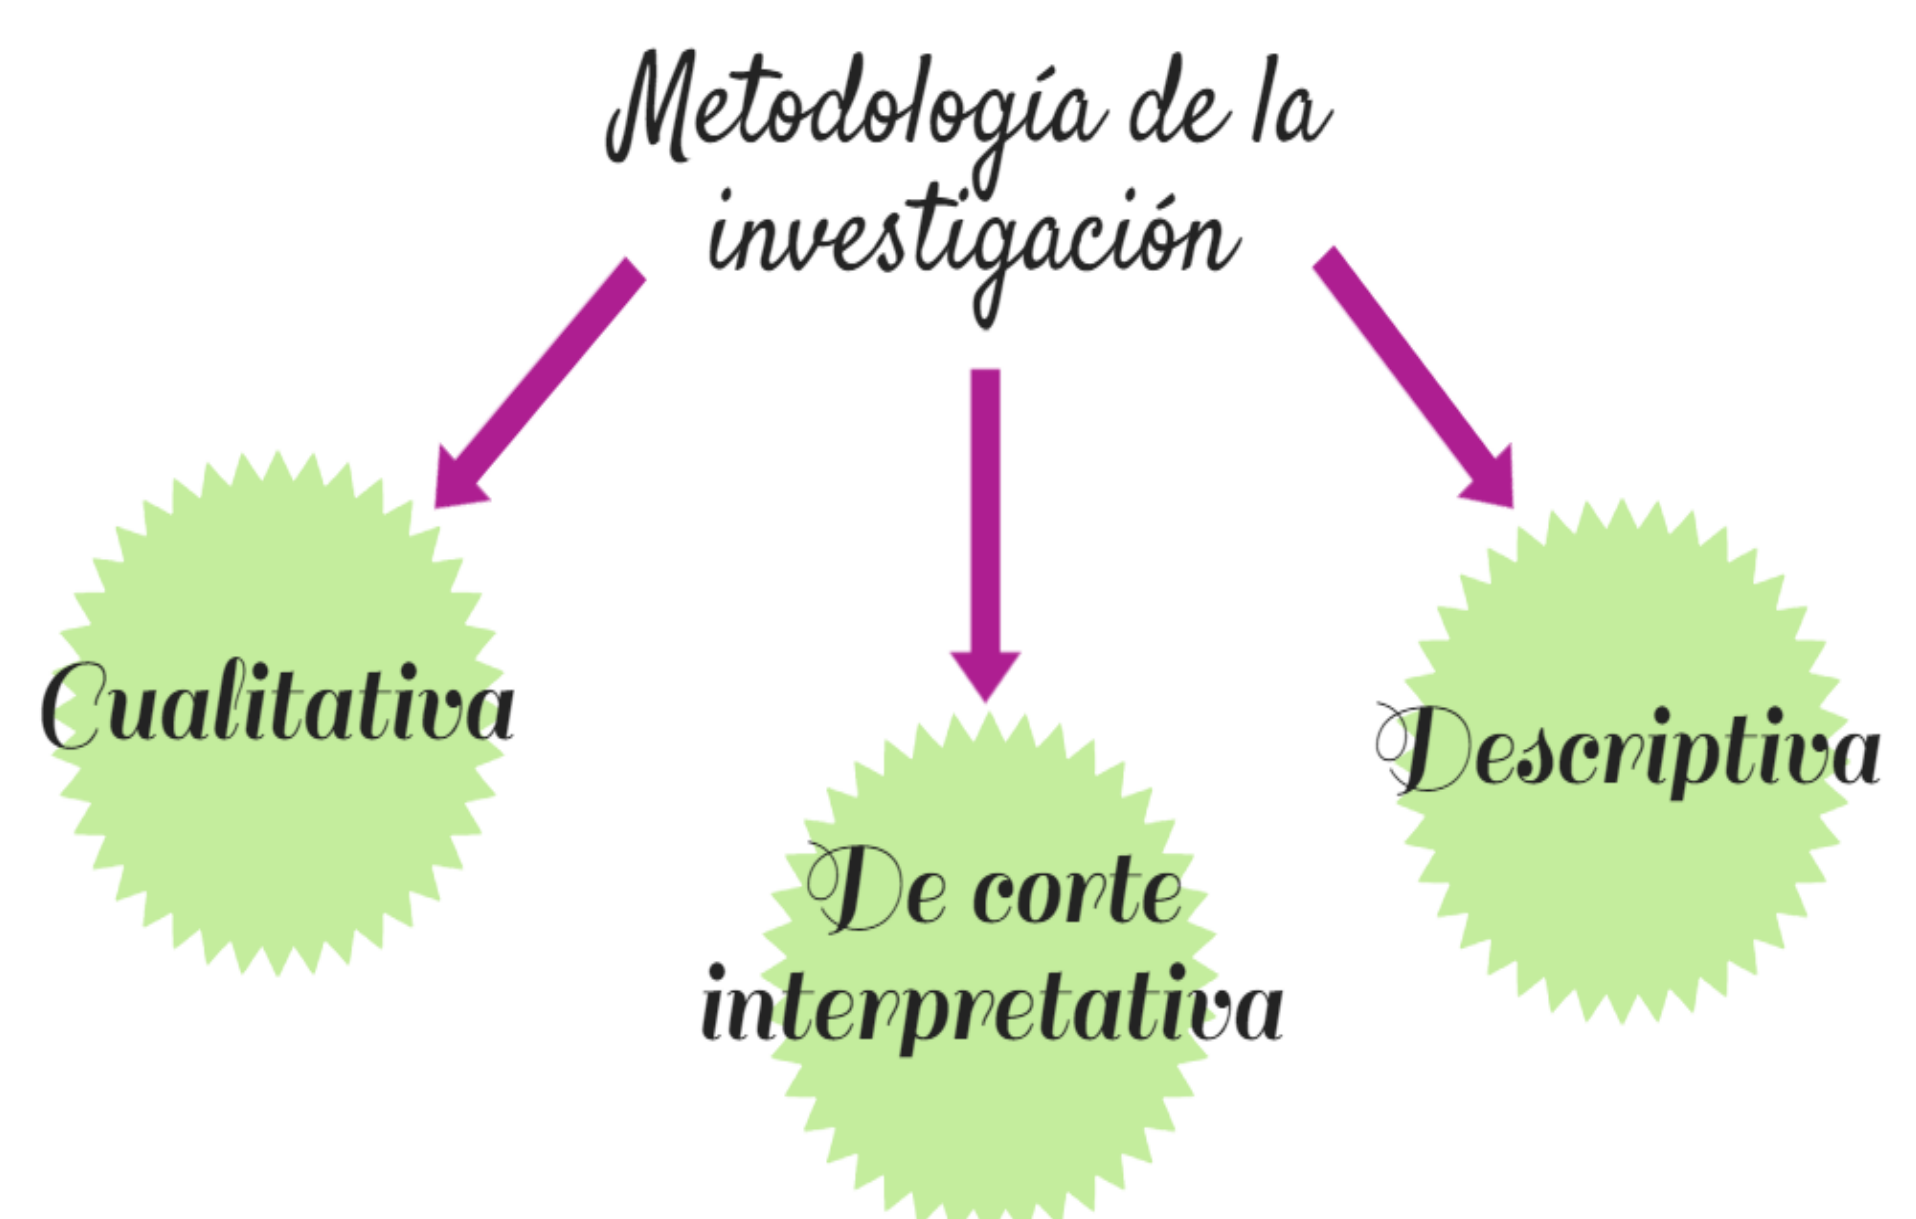 Metodología de la
investigación
Cualitativa
De corte
interpretativa
Descriptiva